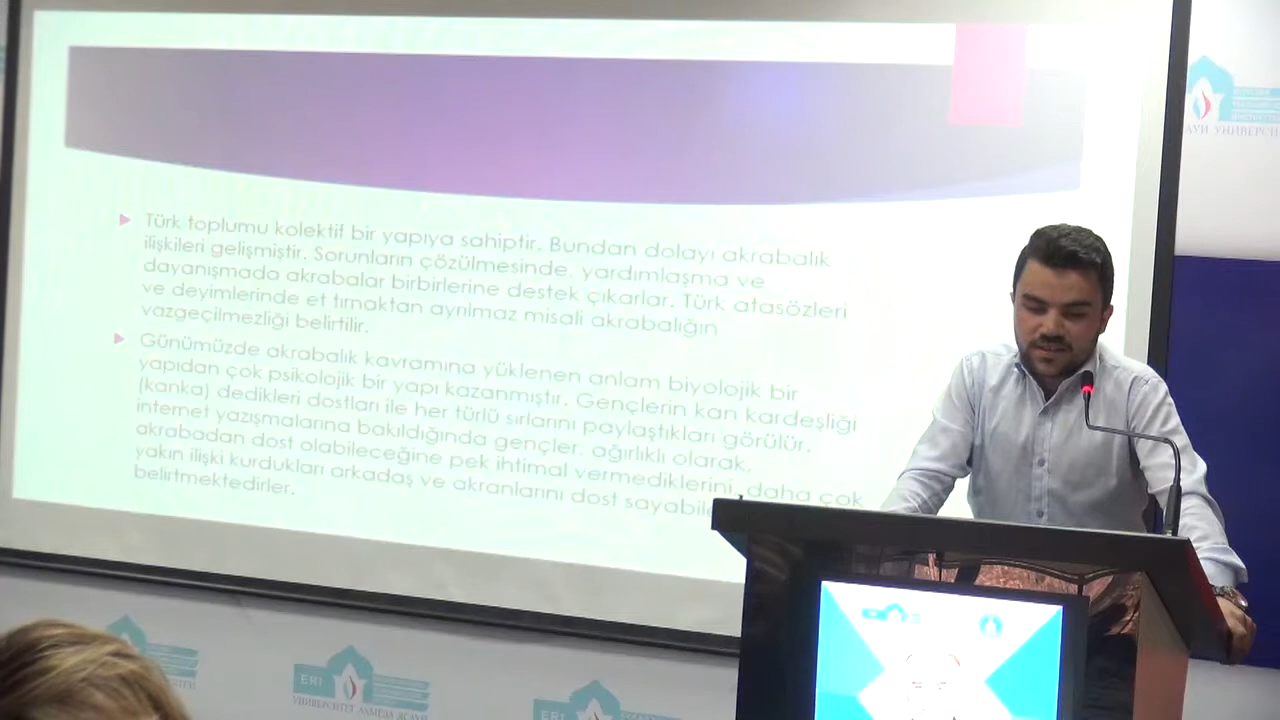 Türk toplumu kolektif bir yapıya sahiptir. Bundan dolayı akrabalık
ilişkileri gelişmiştir. Sorunların çözülmesinde, yardımlaşma ve
dayanışmada akrabalar birbirlerine destek çıkarlar. Türk atasözleri
ve deyimlerinde et tırnaktan ayrılmaz misali akrabalığın
vazgeçilmezliği belirtilir.
Günümüzde akrabalık kavramına yüklenen anlam biyolojik bir
yapıdan çok psikolojik bir yapı kazanmıştır. Gençlerin kan kardeşliği
(kanka) dedikleri dostları ile her türlü sırlarını paylaştıkları görülür.
İnternet yazışmalarına bakıldığında gençler, ağırlıklı olarak,
akrabadan dost olabileceğine pek ihtimal vermediklerini, daha çok
yakın ilişki kurdukları arkadaş ve akranlarını dost
belirtmektedirler.
УНИВЕРСИ
ERI
УНИВЕРСИТЕТ
ERI